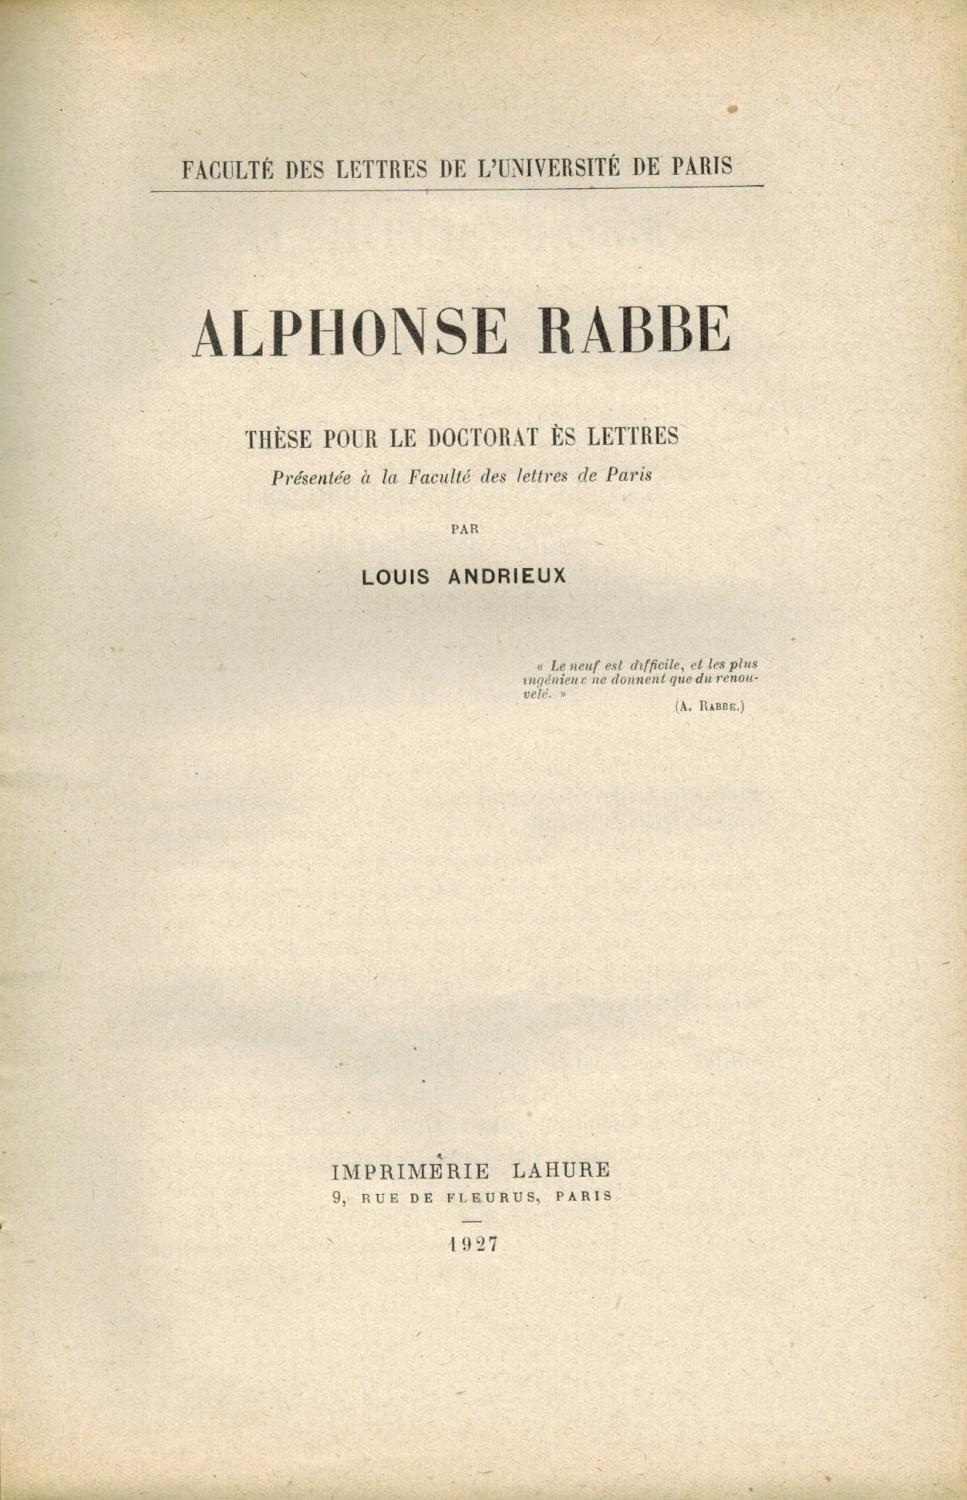 FACULTÉ DES LETTRES DE L'UNIVERSITÉ DE PARIS
ALPHONSE RABBE
THÈSE POUR LE DOCTORAT ÈS LETTRES
Présentée à la Faculté des lettres de Paris
PAR
LOUIS ANDRIEUX
« Le neuf est difficile, et les plus
ingénieux ne donnent que du renou-
velé. »
(A. RABBE.)
IMPRIMERIE LAHURE
9, RUE DE FLEURUS, PARIS
1927